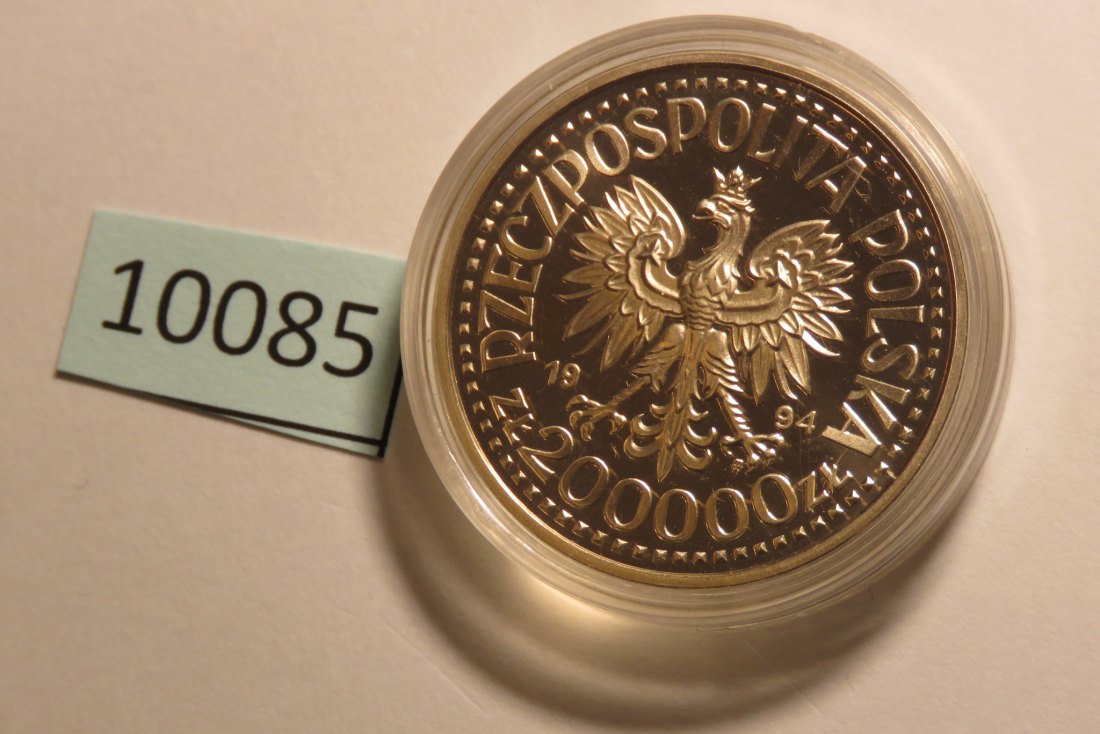 10085
RZECZPOSPOLITA POLSKA
19 94
ZŁ 200000 ZŁ